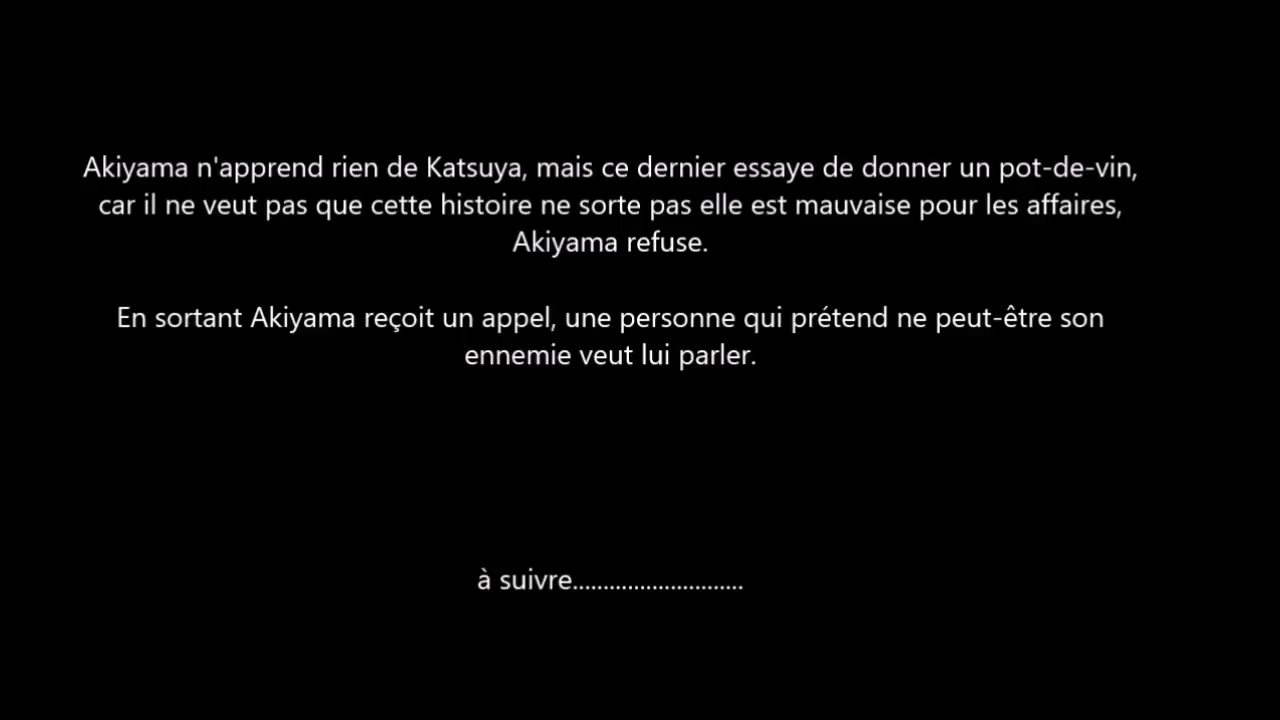 Akiyama n'apprend rien de Katsuya, mais ce dernier essaye de donner un pot-de-vin,
car il ne veut pas que cette histoire ne sorte pas elle est mauvaise pour les affaires,
Akiyama refuse.
En sortant Akiyama reçoit un appel, une personne qui prétend ne peut-être son
ennemie veut lui parler.
à suivre...........................